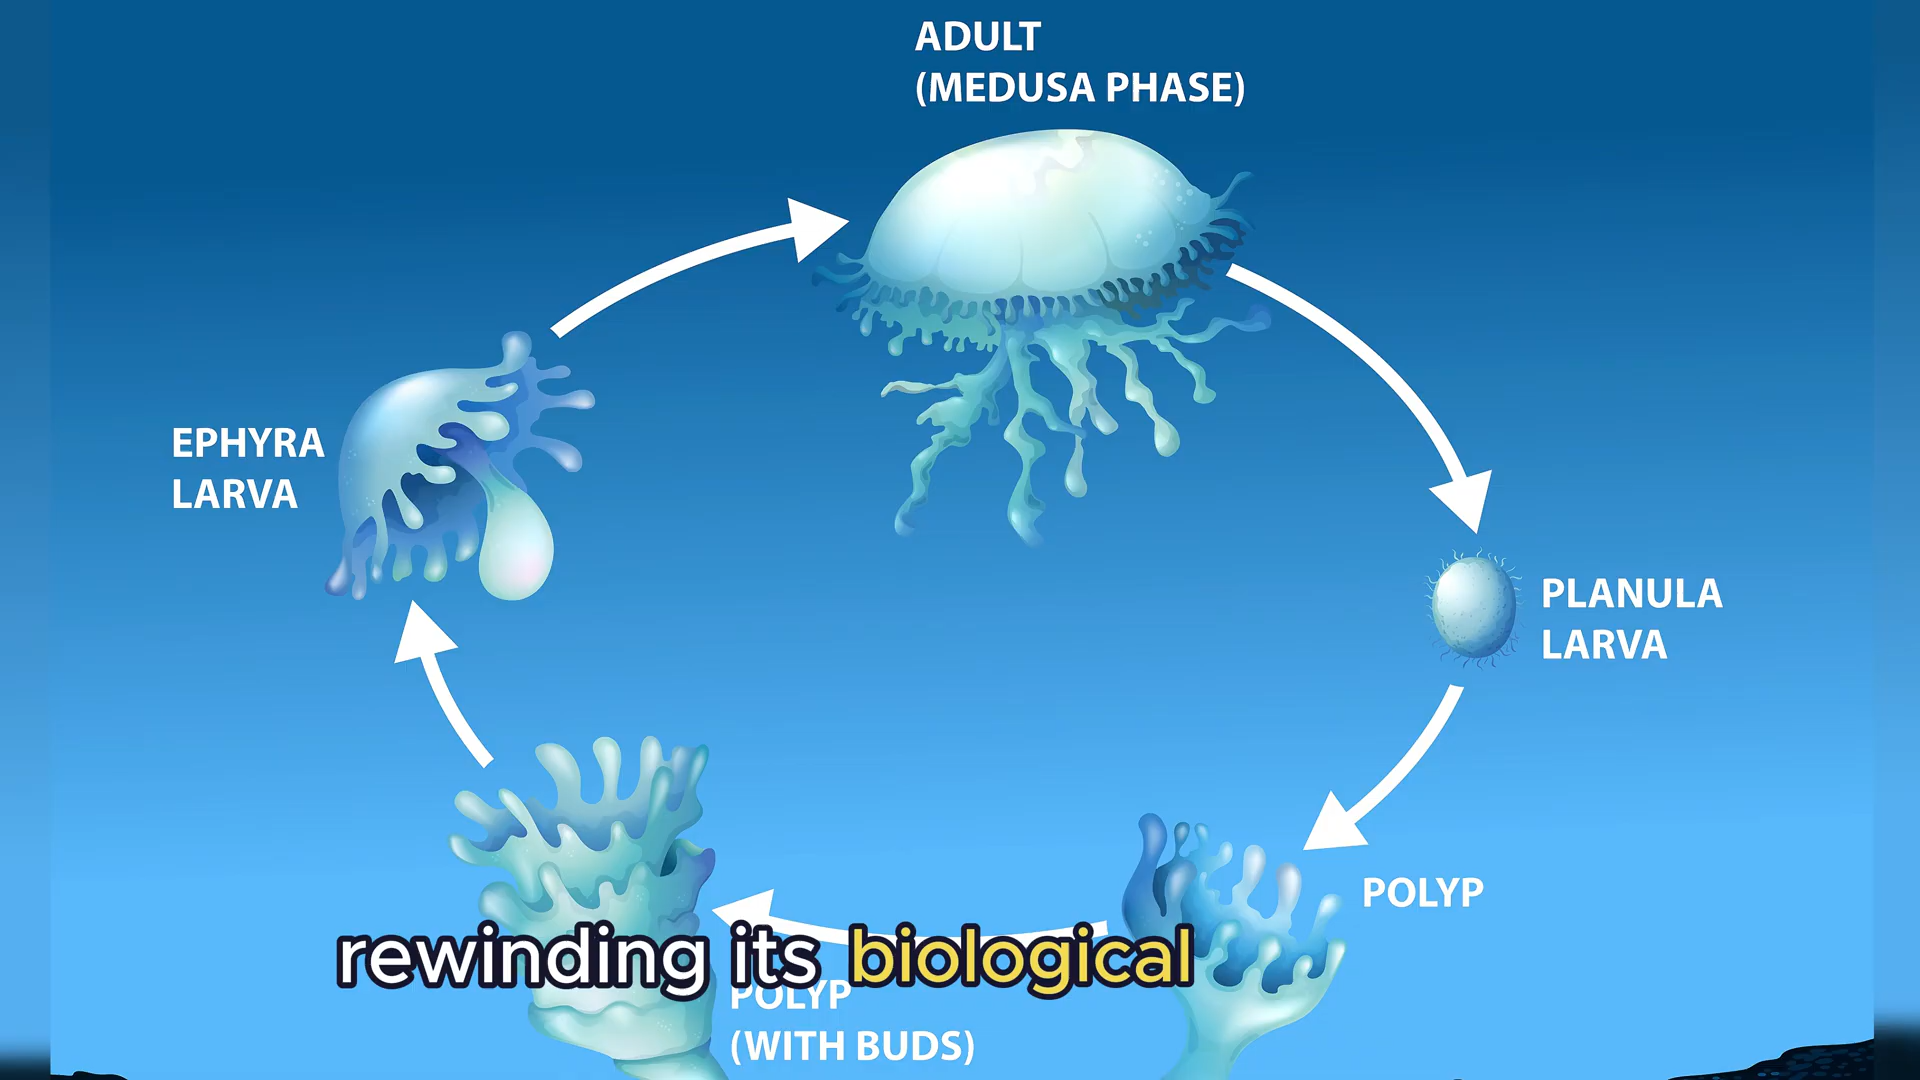 ADULT
(MEDUSA PHASE)
EPHYRA
LARVA
PLANULA
LARVA
POLYP
rewinding its biological
POLYP
(WITH BUDS)